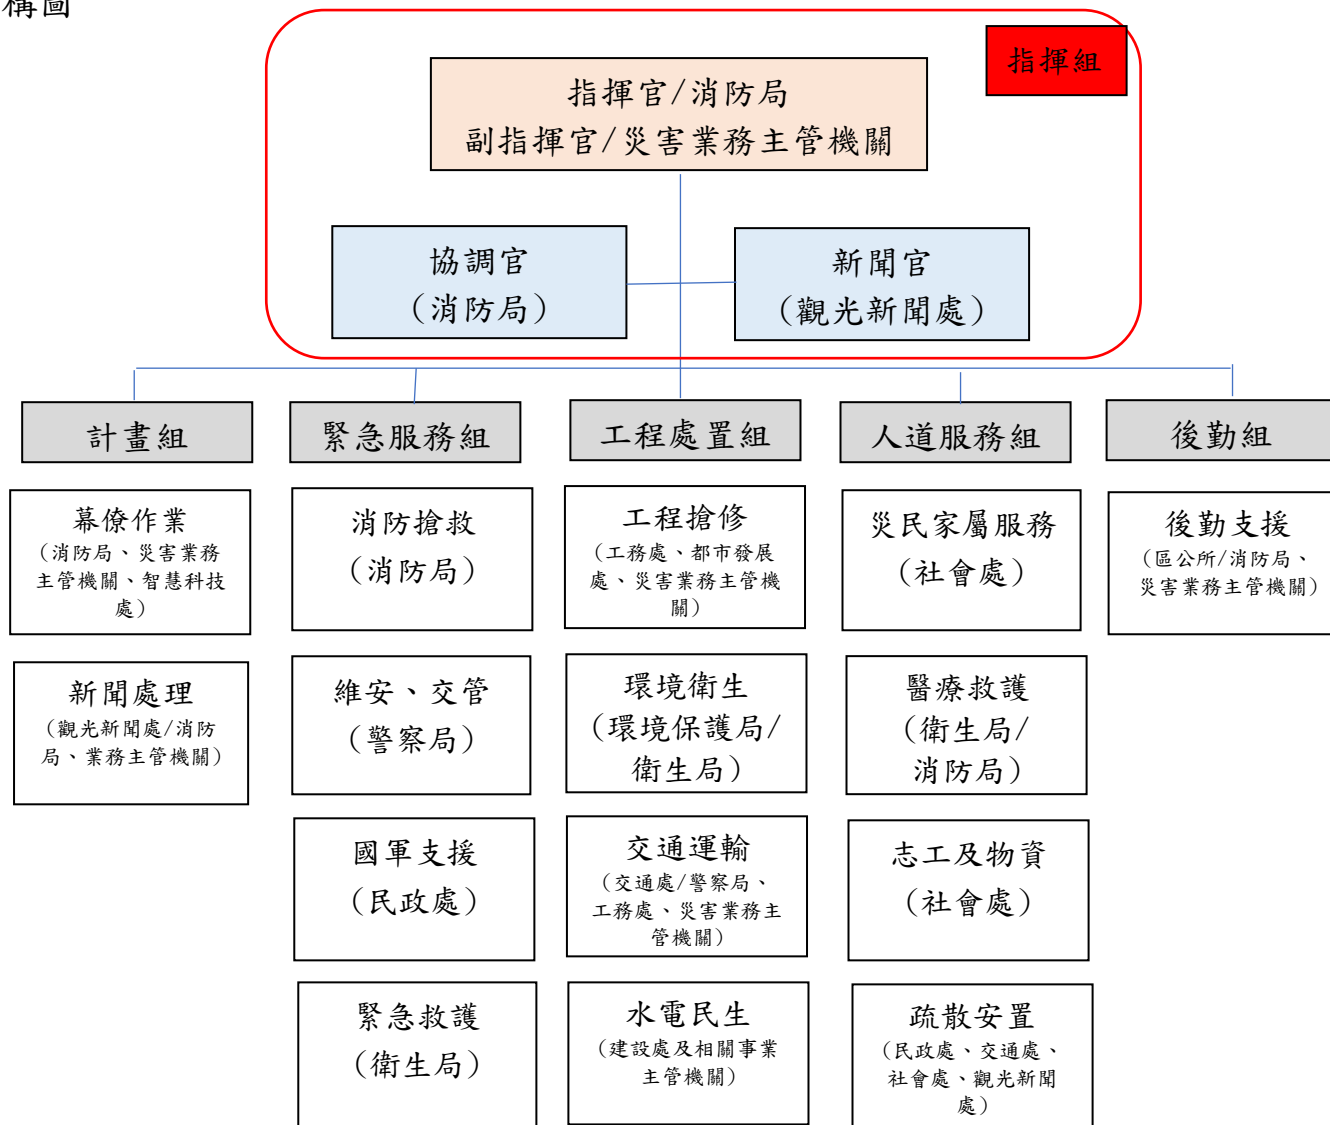 構圖
指揮組
指揮官/消防局
副指揮官/災害業務主管機關
協調官
(消防局)
新聞官
(觀光新聞處)
計畫組
幕僚作業
(消防局、災害業務
主管機關、智慧科技
處)
新聞處理
(觀光新聞處/消防
局、業務主管機關)
緊急服務組
消防搶救
(消防局)
維安、交管
(警察局)
國軍支援
(民政處)
緊急救護
(衛生局)
工程處置組
工程搶修
(工務處、都市發展
處、災害業務主管機
關)
環境衛生
(環境保護局/
衛生局)
交通運輸
(交通處/警察局、
工務處、災害業務主
管機關)
水電民生
(建設處及相關事業
主管機關)
人道服務組
災民家屬服務
(社會處)
醫療救護
(衛生局/
消防局)
志工及物資
(社會處)
疏散安置
(民政處、交通處、
社會處、觀光新聞
處)
後勤組
後勤支援
(區公所/消防局、
災害業務主管機關)